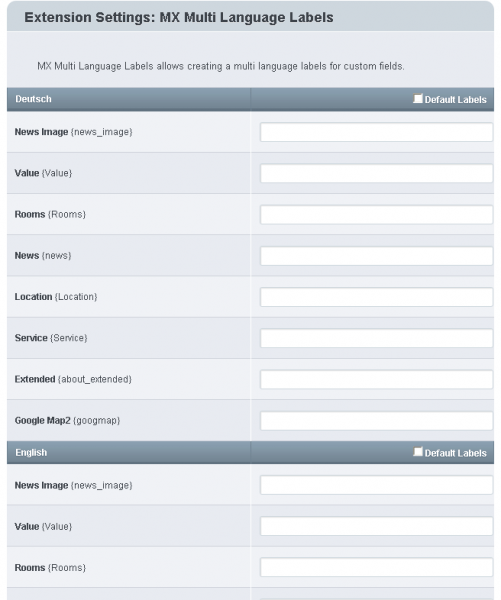 Extension Settings: MX Multi Language Labels
MX Multi Language Labels allows creating a multi language labels for custom fields.
Deutsch Default Labels
News Image {news_image}
Value {Value}
Rooms {Rooms}
News {news}
Location {Location}
Service {Service}
Extended {about_extended}
Google Map2 {googmap}
English Default Labels
News Image {news_image}
Value {Value}
Rooms {Rooms}